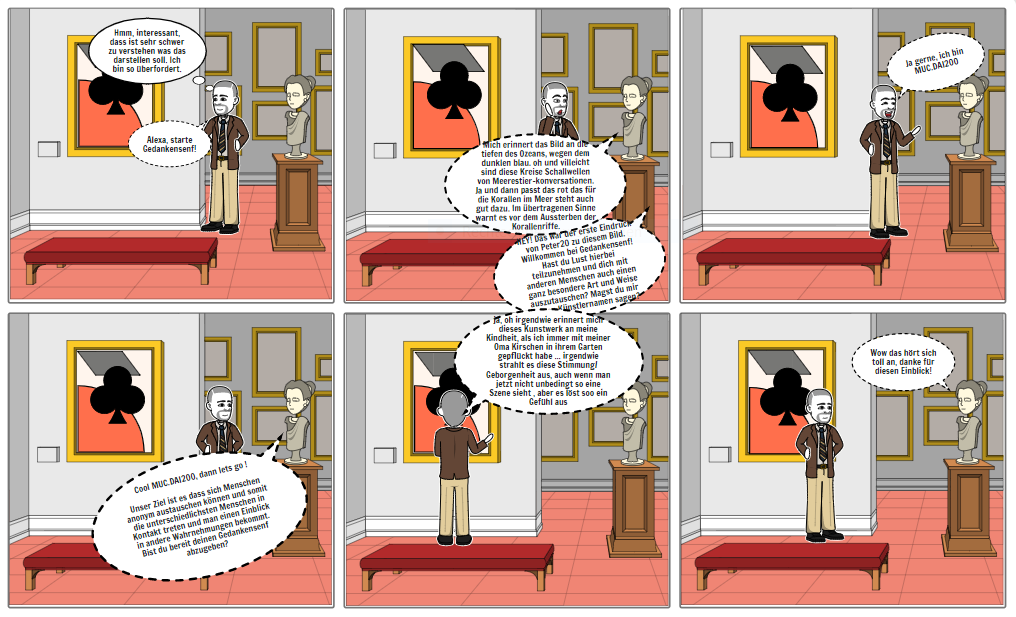 Hmm, interessant,
dass ist sehr schwer
zu verstehen was das
darstellen soll. Ich
bin so überfordert.
Alexa, starte
Gedankensenf!
Mich erinnert das Bild an die
tiefen des Ozeans, wegen dem
dunklen blau. oh und villeicht
sind diese Kreise Schallwellen
von Meerestier-konversationen.
Ja und dann passt das rot das für
die Korallen im Meer steht auch
gut dazu. Im übertragenen Sinne
warnt es vor dem Aussterben der
Korallenriffe.
HEY! Das war der erste Eindruck
von Peter20 zu diesem Bild.
Willkommen bei Gedankensenf!
Hast du Lust hierbei
teilzunehmen und dich mit
anderen Menschen auch einen
ganz besondere Art und Weise
auszutauschen? Magst du mir
Künstlernamen sagen?
Ja gerne, ich bin
MUC.DAI200
Cool MUC.DAI200, dann lets go !
Unser Ziel ist es dass sich Menschen
anonym austauschen können und somit
die unterschiedlichsten Menschen in
Kontakt treten und man einen Einblick
in andere Wahrnehmungen bekommt.
Bist du bereit deinen Gedankensenf
abzugeben?
Ja, oh irgendwie erinnert mich
dieses Kunstwerk an meine
Kindheit, als ich immer mit meiner
Oma Kirschen in ihrem Garten
gepflückt habe ... irgendwie
strahlt es diese Stimmung/
Geborgenheit aus, auch wenn man
jetzt nicht unbedingt so eine
Szene sieht , aber es löst soo ein
Gefühl aus
Wow das hört sich
toll an, danke für
diesen Einblick!